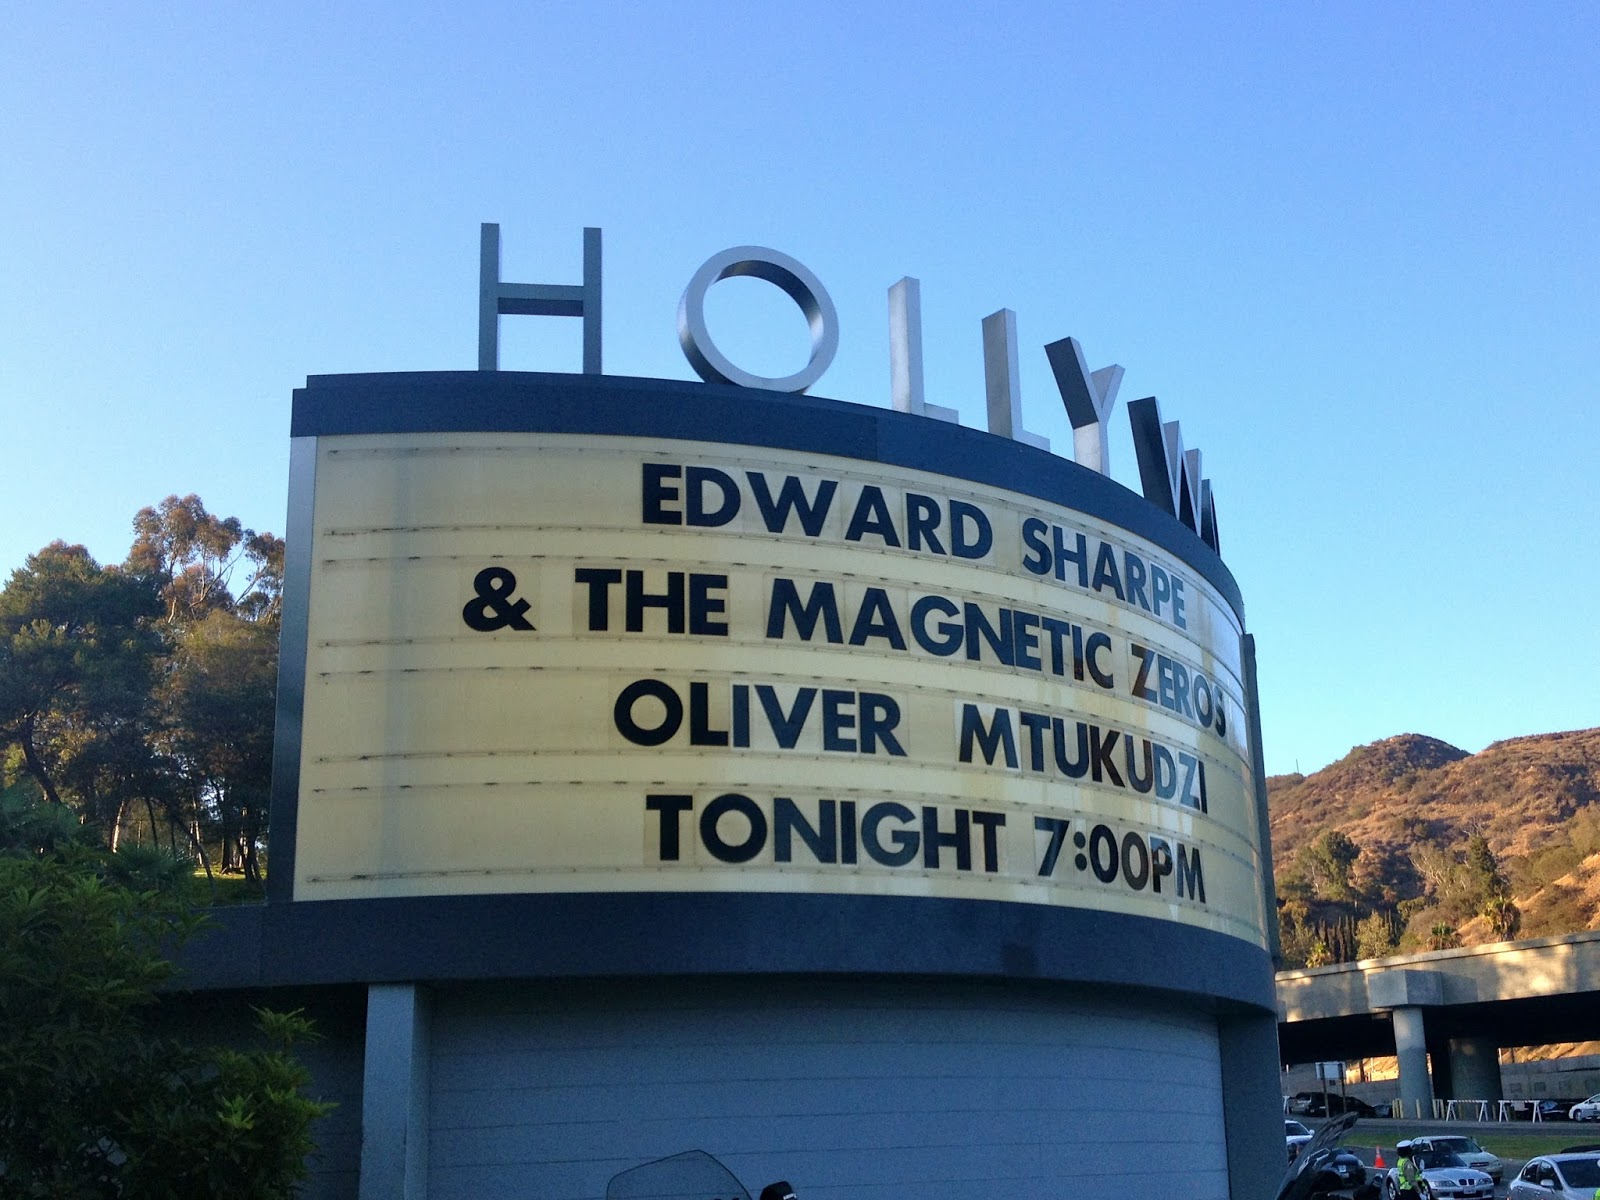 HOLLYW
EDWARD SHARPE
& THE MAGNETIC ZEROS
OLIVER MTUKUDZI
TONIGHT 7:00PM